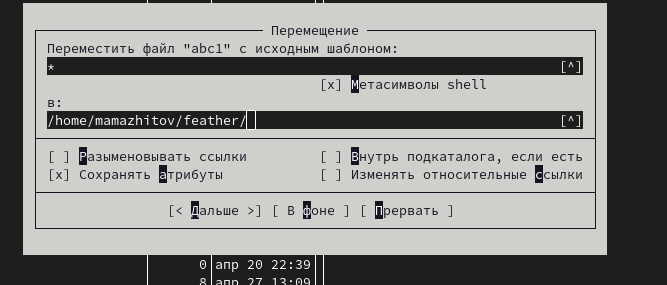 Перемещение
Переместить файл "abc1" с исходным шаблоном:
* [^]
[x] Метасимволы shell
в:
/home/mamazhitov/feather/ [^]
[ ] Разыменовывать ссылки [ ] Внутрь подкаталога, если есть
[x] Сохранять атрибуты [ ] Изменять относительные ссылки
[< Дальше >] [ В фоне ] [ Прервать ]
0 апр 20 22:39
8 апр 27 13:09